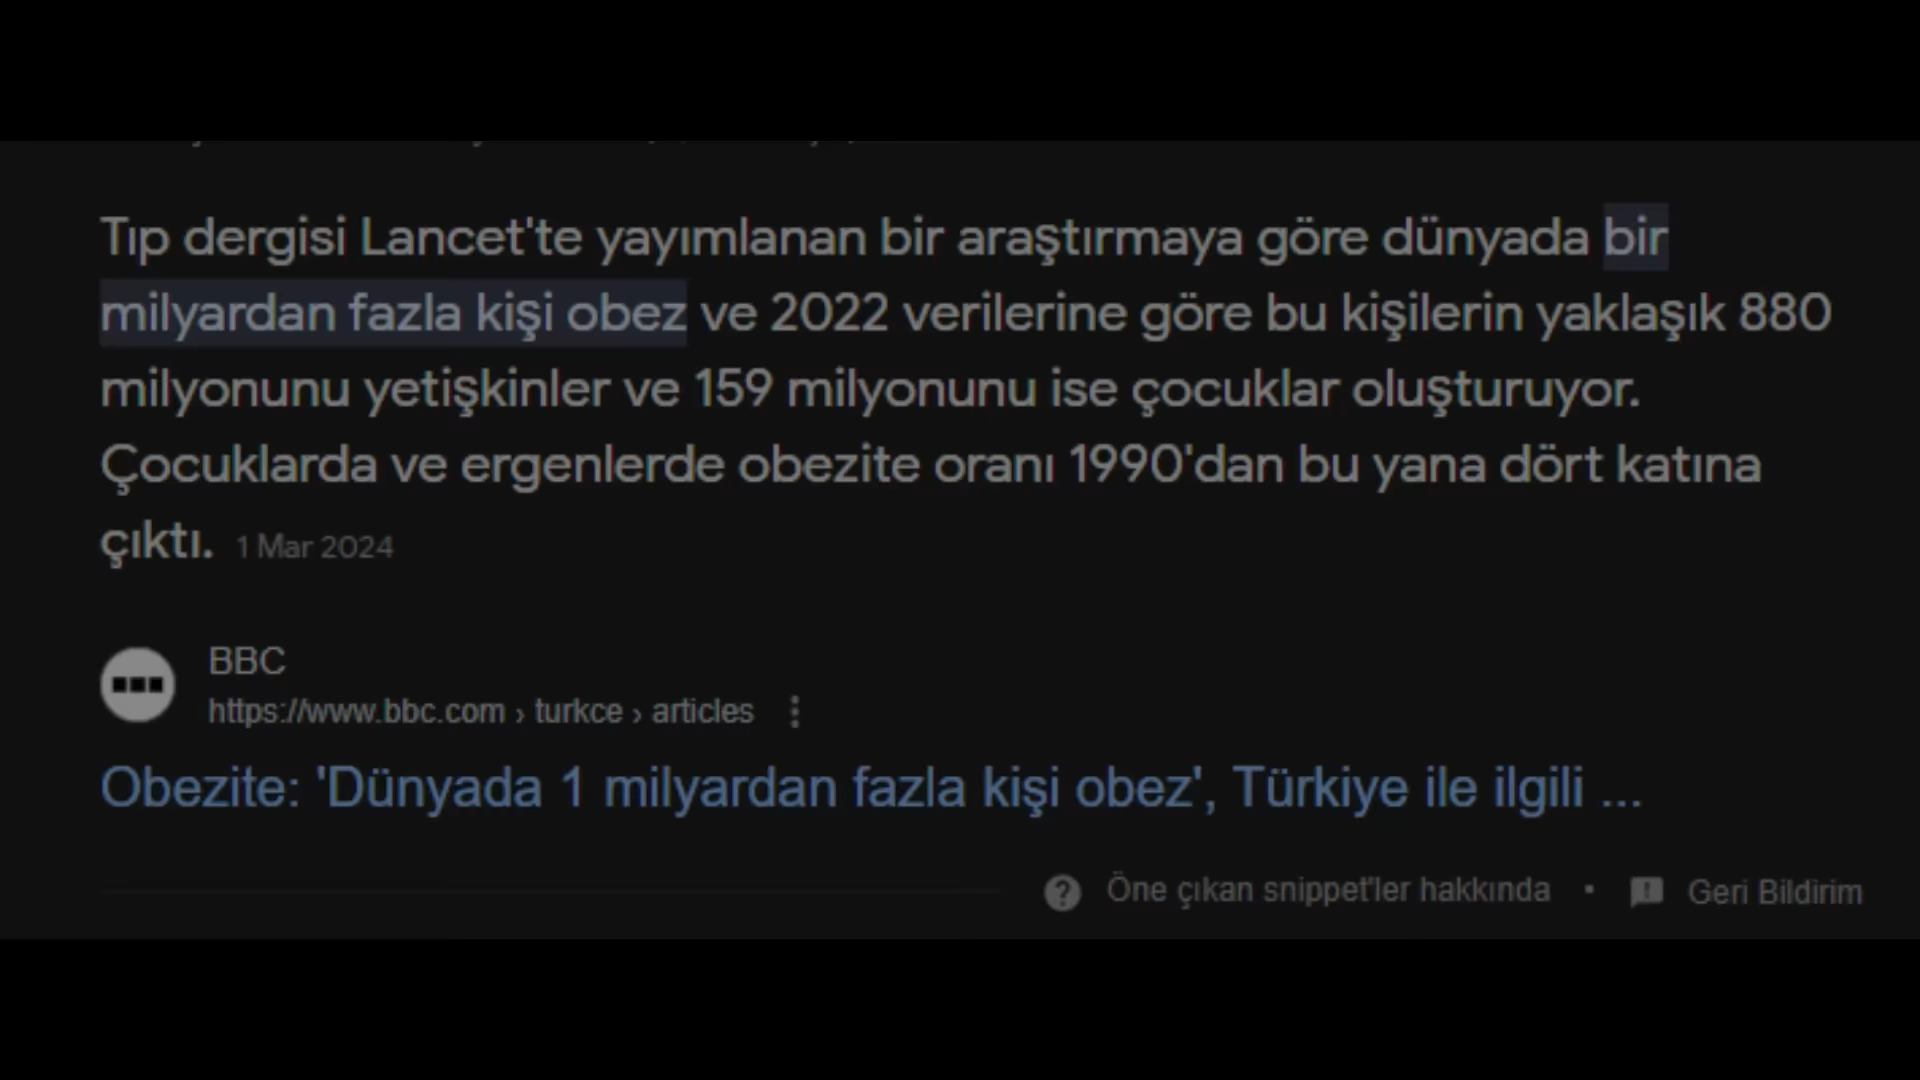 Tıp dergisi Lancet'te yayımlanan bir araştırmaya göre dünyada bir
milyardan fazla kişi obez ve 2022 verilerine göre bu kişilerin yaklaşık 880
milyonunu yetişkinler ve 159 milyonunu ise çocuklar oluşturuyor.
Çocuklarda ve ergenlerde obezite oranı 1990'dan bu yana dört katına
çıktı. 1 Mar 2024
BBC
https://www.bbc.com › turkce › articles
Obezite: 'Dünyada 1 milyardan fazla kişi obez', Türkiye ile ilgili ...
Öne çıkan snippet'ler hakkında • Geri Bildirim